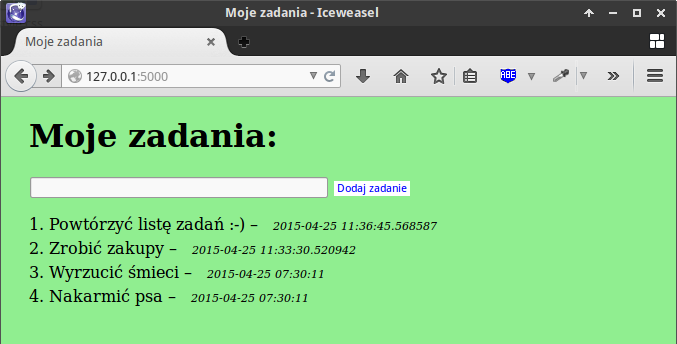 Moje zadania - Iceweasel
Moje zadania
127.0.0.1:5000
ABE
Moje zadania:
Dodaj zadanie
1. Powtórzyć listę zadań :-) – 2015-04-25 11:36:45.568587
2. Zrobić zakupy – 2015-04-25 11:33:30.520942
3. Wyrzucić śmieci – 2015-04-25 07:30:11
4. Nakarmić psa – 2015-04-25 07:30:11